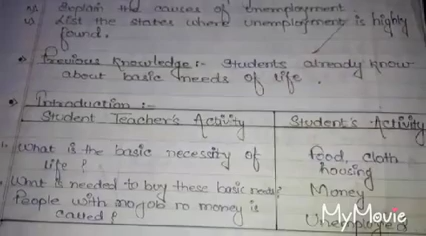 Explain the causes of Unemployment
List the states where Unemployment is highly
found.
Previous Knowledge :- Students already know
about basic needs of life.
Introduction :-
Student Teacher's Activity
Student's Activity
1. What is the basic necessity of
life ?
Food, cloth
housing
What is needed to buy these basic needs?
Money
People with no job no money is
called ?
Unemployed
MyMovie